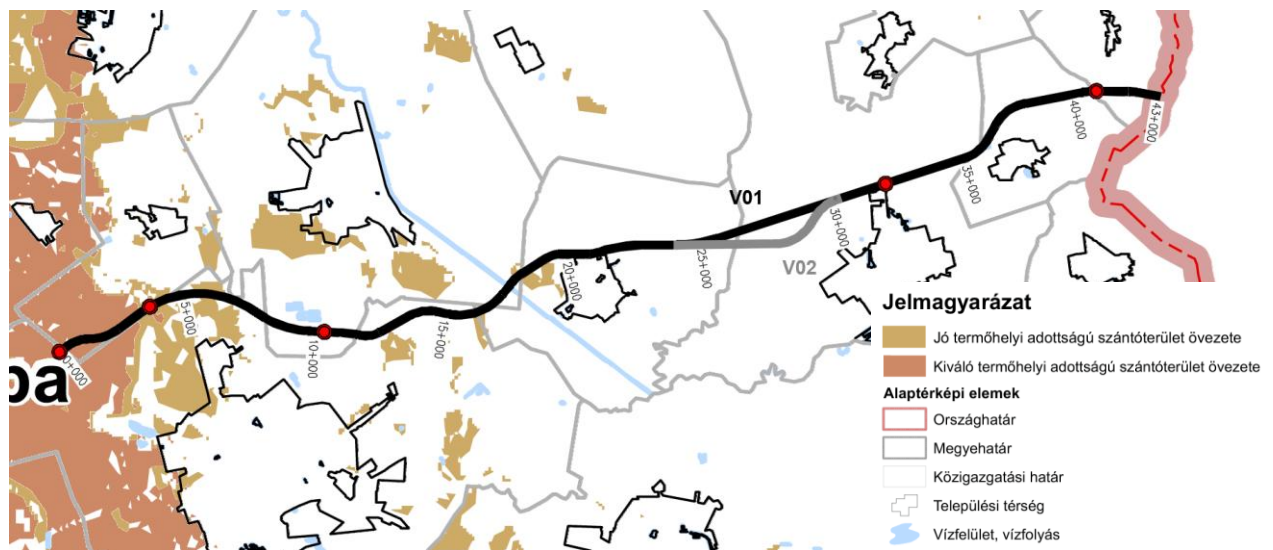 V01
V02
ba
0+000
5+000
10+000
15+000
20+000
25+000
30+000
35+000
40+000
43+000
Jelmagyarázat
Jó termőhelyi adottságú szántóterület övezete
Kiváló termőhelyi adottságú szántóterület övezete
Alaptérképi elemek
Országhatár
Megyehatár
Közigazgatási határ
Települési térség
Vízfelület, vízfolyás